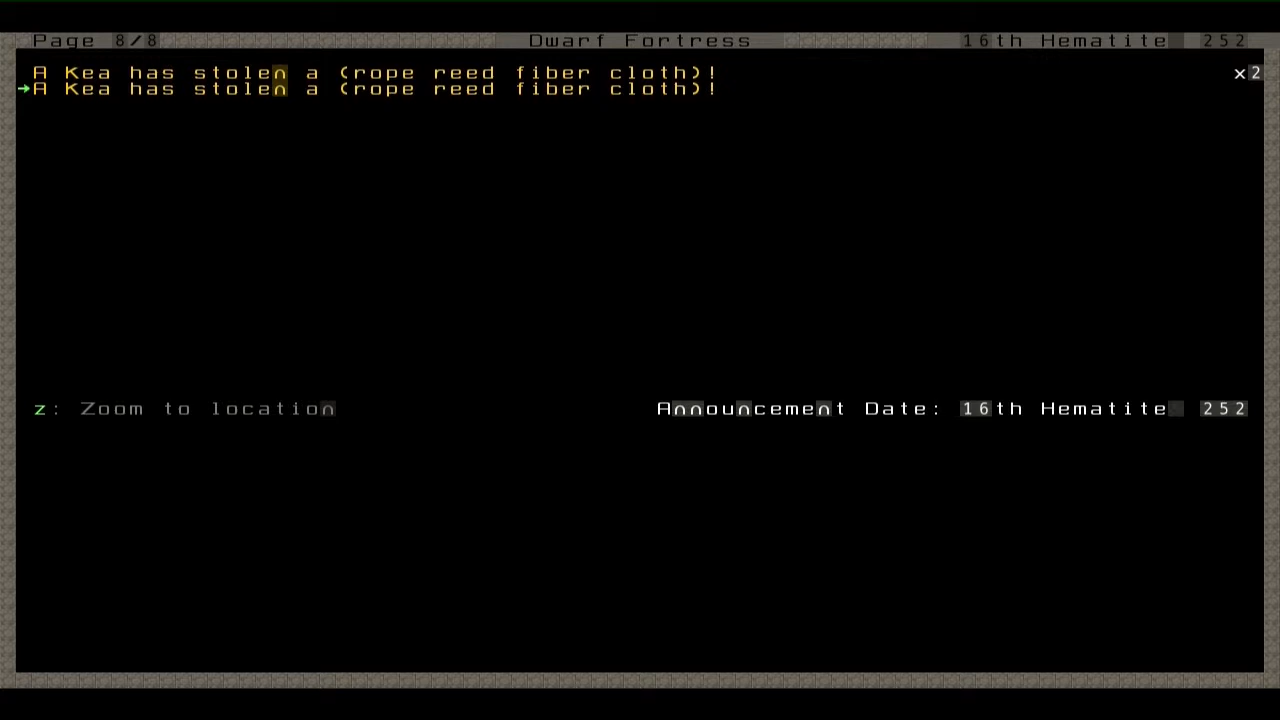 Page 8/8 Dwarf Fortress 16th Hematite 252
A Kea has stolen a (rope reed fiber cloth)! x2
A Kea has stolen a (rope reed fiber cloth)!
z: Zoom to location Announcement Date: 16th Hematite 252